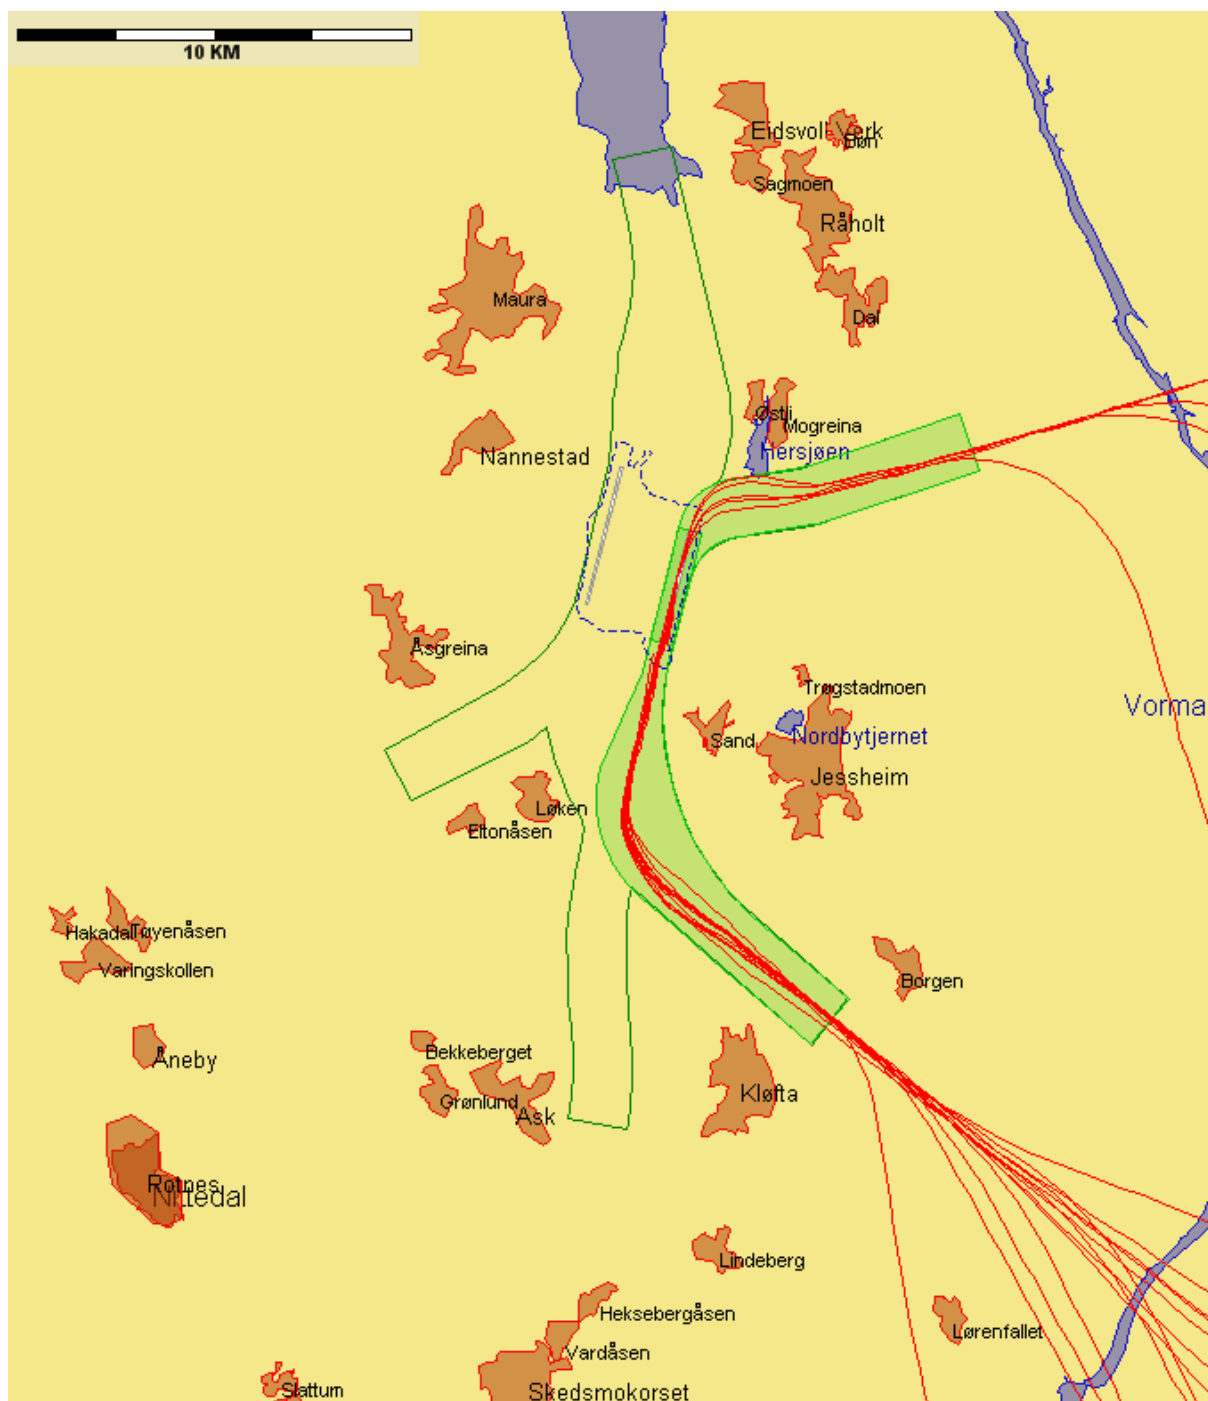 10 KM
Eidsvoll Verk
Bøn
Sagmoen
Råholt
Maura
Dal
Østli
Mogreina
Hersjøen
Nannestad
Åsgreina
Trøgstadmoen
Vorma
Nordbytjernet
Sand
Jessheim
Løken
Eltonåsen
Hakadal
Tøyenåsen
Varingskollen
Borgen
Åneby
Bekkeberget
Grønlund
Ask
Kløfta
Rotnes
Nittedal
Lindeberg
Heksebergåsen
Lørenfallet
Vardåsen
Slattum
Skedsmokorset